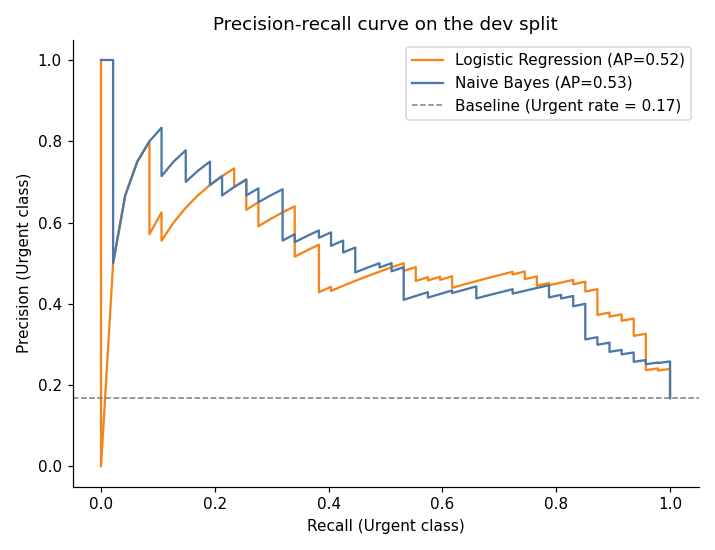 Precision-recall curve on the dev split
Logistic Regression (AP=0.52)
Naive Bayes (AP=0.53)
Baseline (Urgent rate = 0.17)
Precision (Urgent class)
1.0
0.8
0.6
0.4
0.2
0.0
0.0 0.2 0.4 0.6 0.8 1.0
Recall (Urgent class)